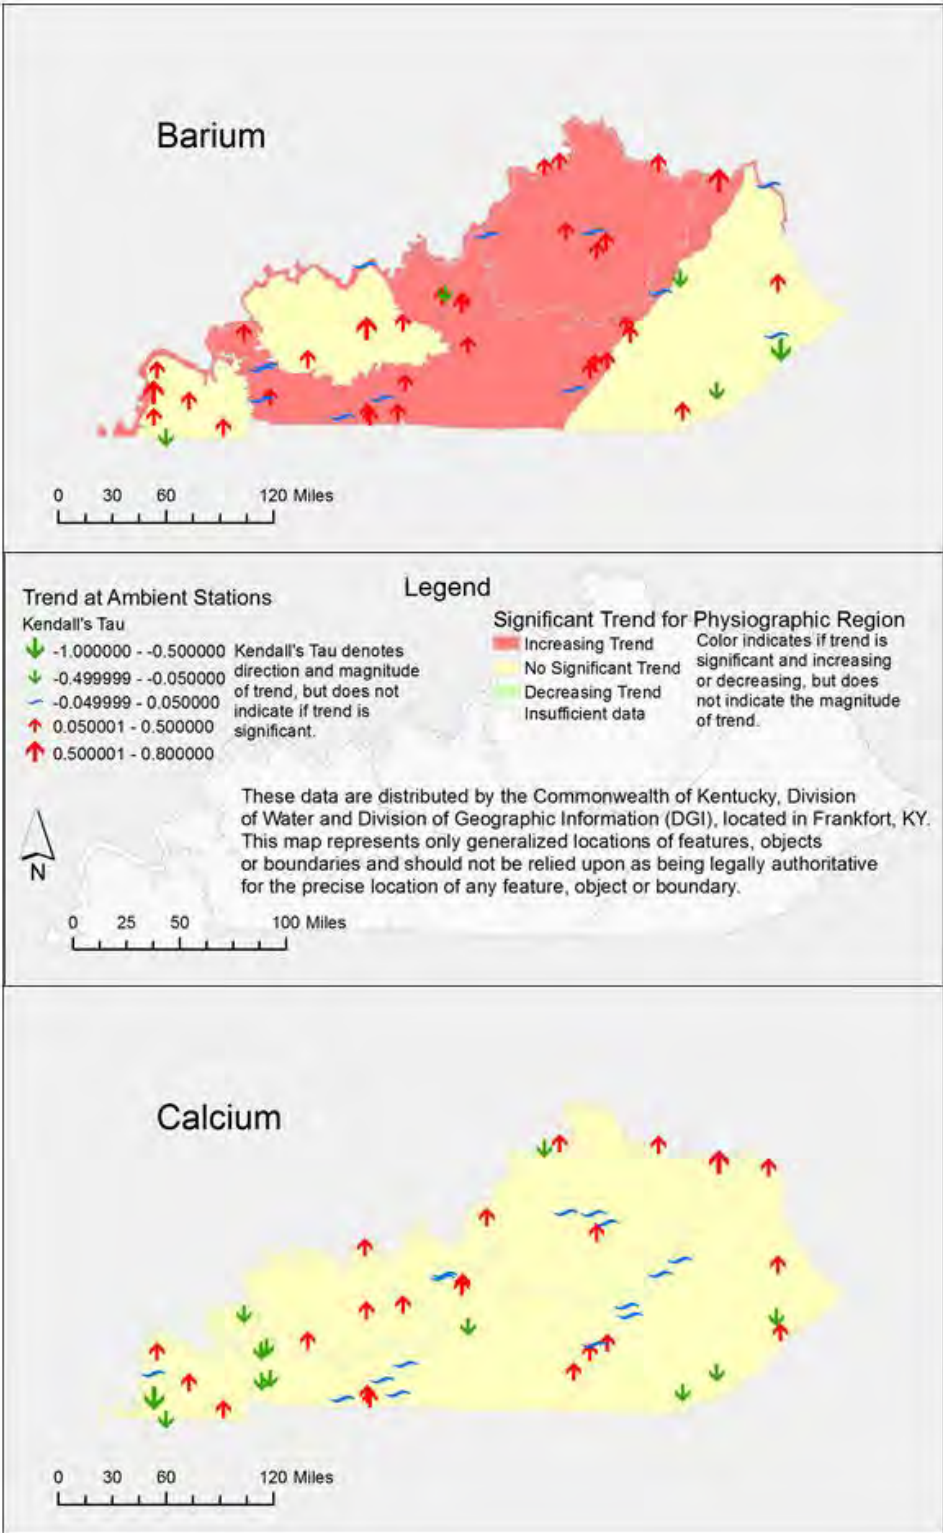 Barium
0 30 60 120 Miles
Legend
Trend at Ambient Stations
Kendall's Tau
-1.000000 - -0.500000
-0.499999 - -0.050000
-0.049999 - 0.050000
0.050001 - 0.500000
0.500001 - 0.800000
Kendall's Tau denotes
direction and magnitude
of trend, but does not
indicate if trend is
significant.
Significant Trend for Physiographic Region
Increasing Trend
No Significant Trend
Decreasing Trend
Insufficient data
Color indicates if trend is
significant and increasing
or decreasing, but does
not indicate the magnitude
of trend.
These data are distributed by the Commonwealth of Kentucky, Division
of Water and Division of Geographic Information (DGI), located in Frankfort, KY.
This map represents only generalized locations of features, objects
or boundaries and should not be relied upon as being legally authoritative
for the precise location of any feature, object or boundary.
N
0 25 50 100 Miles
Calcium
0 30 60 120 Miles